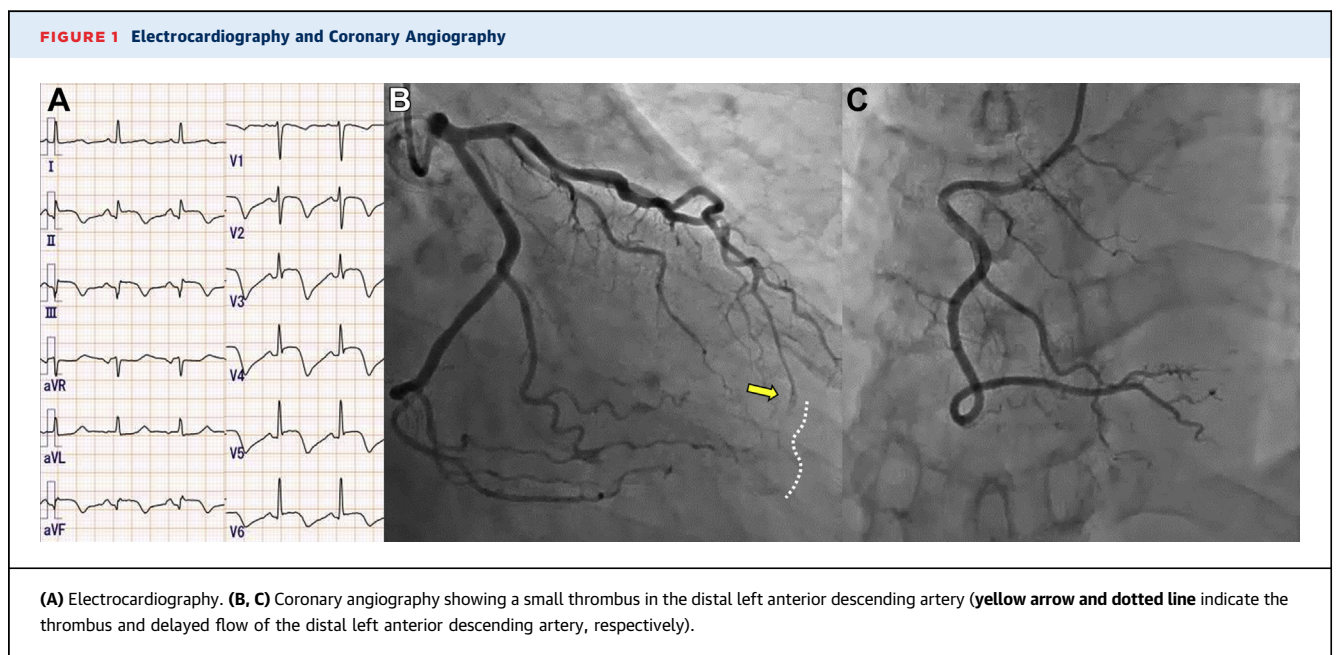 FIGURE 1 Electrocardiography and Coronary Angiography
A
B
C
I
II
III
aVR
aVL
aVF
V1
V2
V3
V4
V5
V6
(A) Electrocardiography. (B, C) Coronary angiography showing a small thrombus in the distal left anterior descending artery (yellow arrow and dotted line indicate the
thrombus and delayed flow of the distal left anterior descending artery, respectively).